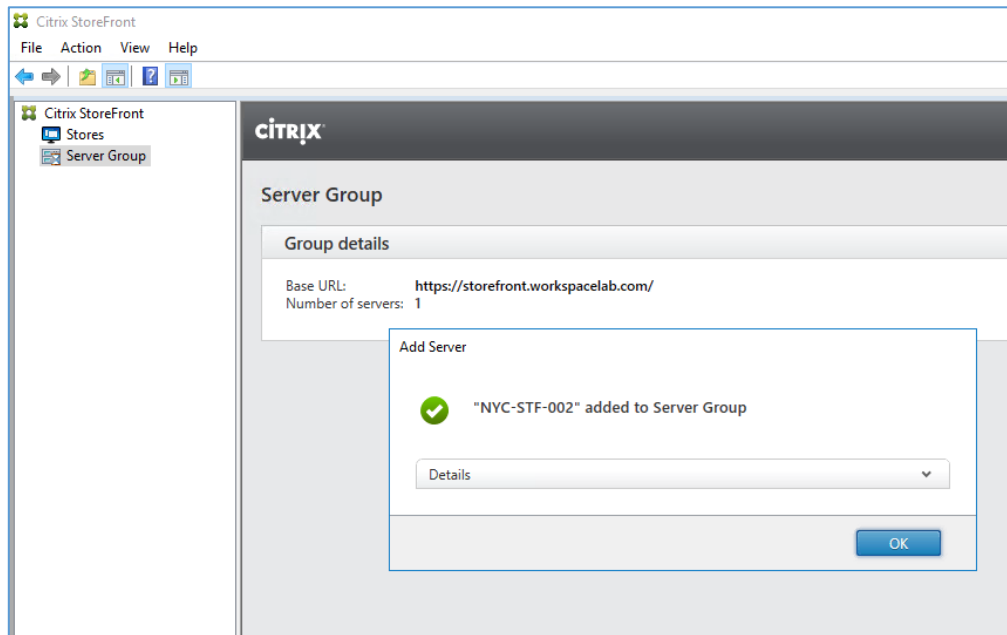 Citrix StoreFront
File Action View Help
Citrix StoreFront
Stores
Server Group
CITRIX
Server Group
Group details
Base URL: https://storefront.workspacelab.com/
Number of servers: 1
Add Server
"NYC-STF-002" added to Server Group
Details
OK